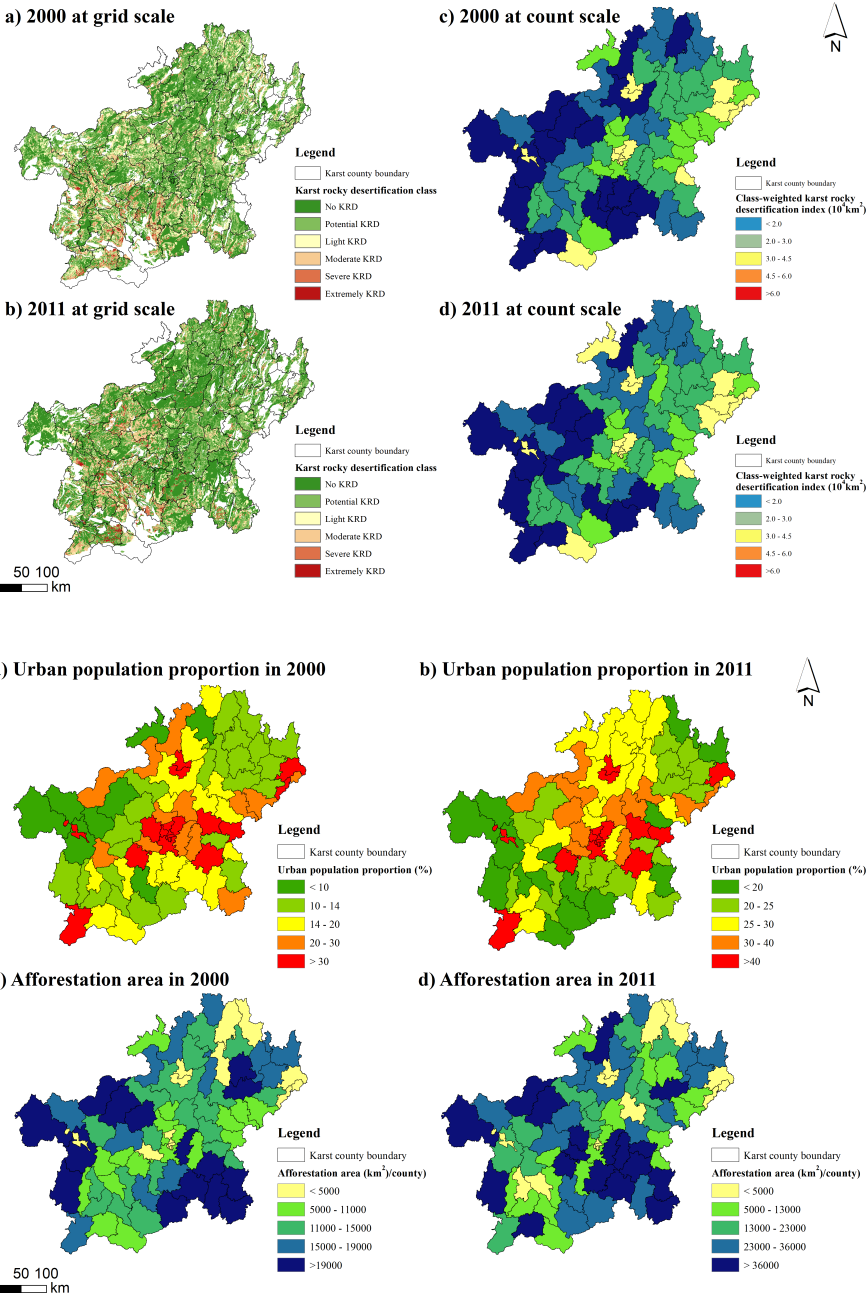 a) 2000 at grid scale
c) 2000 at count scale
N
Legend
Karst county boundary
Karst rocky desertification class
No KRD
Potential KRD
Light KRD
Moderate KRD
Severe KRD
Extremely KRD
Legend
Karst county boundary
Class-weighted karst rocky
desertification index (10⁴km²)
< 2.0
2.0 - 3.0
3.0 - 4.5
4.5 - 6.0
>6.0
b) 2011 at grid scale
d) 2011 at count scale
Legend
Karst county boundary
Karst rocky desertification class
No KRD
Potential KRD
Light KRD
Moderate KRD
Severe KRD
Extremely KRD
Legend
Karst county boundary
Class-weighted karst rocky
desertification index (10⁴km²)
< 2.0
2.0 - 3.0
3.0 - 4.5
4.5 - 6.0
>6.0
50 100
km
) Urban population proportion in 2000
b) Urban population proportion in 2011
N
Legend
Karst county boundary
Urban population proportion (%)
< 10
10 - 14
14 - 20
20 - 30
> 30
Legend
Karst county boundary
Urban population proportion (%)
< 20
20 - 25
25 - 30
30 - 40
>40
) Afforestation area in 2000
d) Afforestation area in 2011
Legend
Karst county boundary
Afforestation area (km²)/county
< 5000
5000 - 11000
11000 - 15000
15000 - 19000
>19000
Legend
Karst county boundary
Afforestation area (km²)/county
< 5000
5000 - 13000
13000 - 23000
23000 - 36000
> 36000
50 100
km